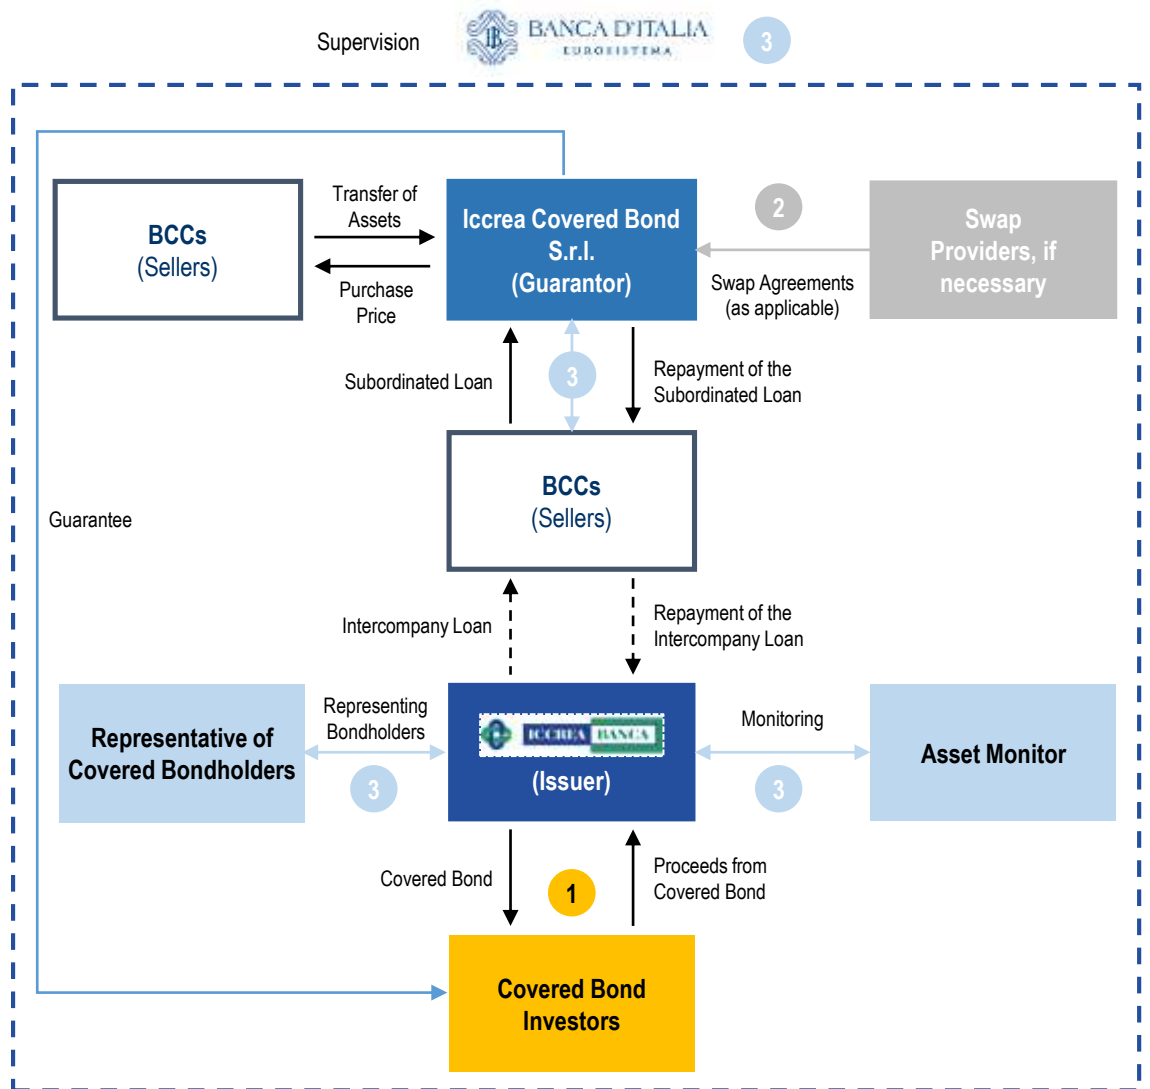 Supervision
BANCA D'ITALIA
EUROSISTEMA
3
BCCs
(Sellers)
Transfer of
Assets
Purchase
Price
Iccrea Covered Bond
S.r.l.
(Guarantor)
2
Swap Agreements
(as applicable)
Swap
Providers, if
necessary
Subordinated Loan
3
Repayment of the
Subordinated Loan
BCCs
(Sellers)
Guarantee
Intercompany Loan
Repayment of the
Intercompany Loan
Representative of
Covered Bondholders
Representing
Bondholders
3
ICCREA BANCA
(Issuer)
Monitoring
3
Asset Monitor
Covered Bond
1
Proceeds from
Covered Bond
Covered Bond
Investors